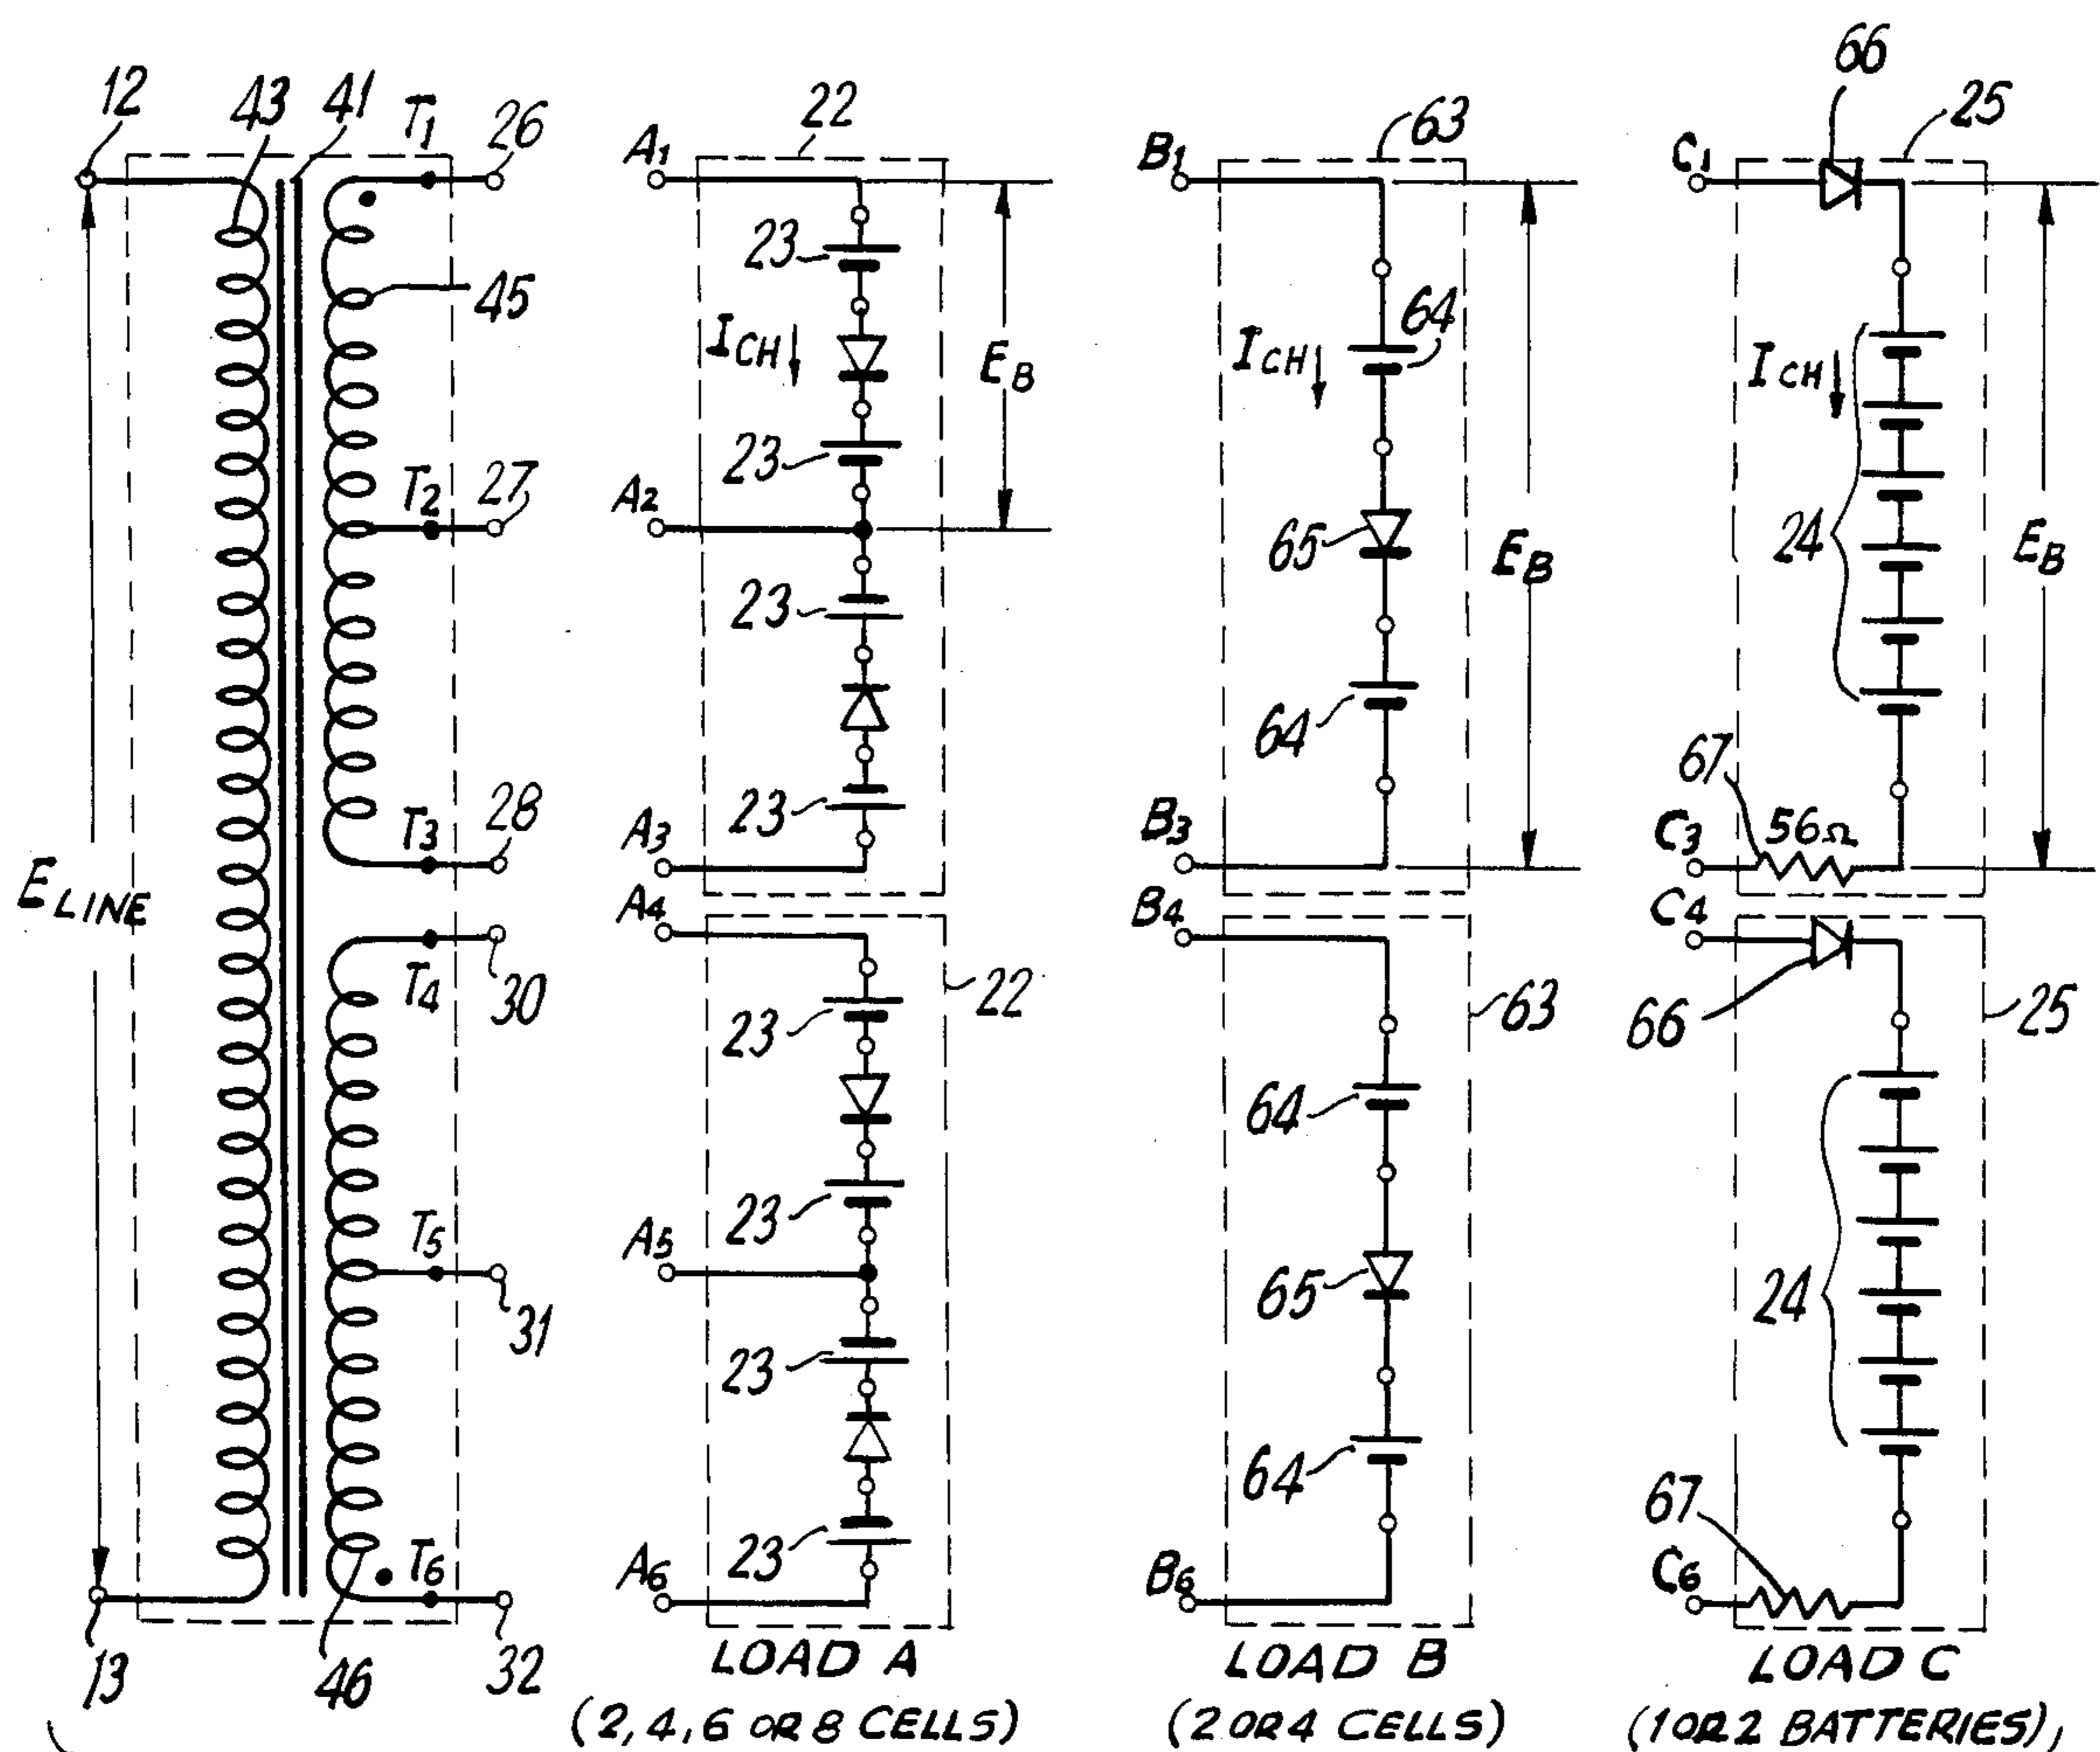 12
43
41
T1
26
45
T2
27
T3
28
ELINE
T4
30
T5
31
T6
32
13
46
A1
22
23
ICH
EB
23
A2
23
23
A3
A4
22
23
23
A5
23
23
A6
LOAD A
(2,4,6 OR 8 CELLS)
B1
63
64
ICH
65
EB
64
B3
B4
63
64
65
64
B6
LOAD B
(2 OR 4 CELLS)
66
25
C1
ICH
24
EB
67
56Ω
C3
C4
66
25
24
67
C6
LOAD C
(1 OR 2 BATTERIES),